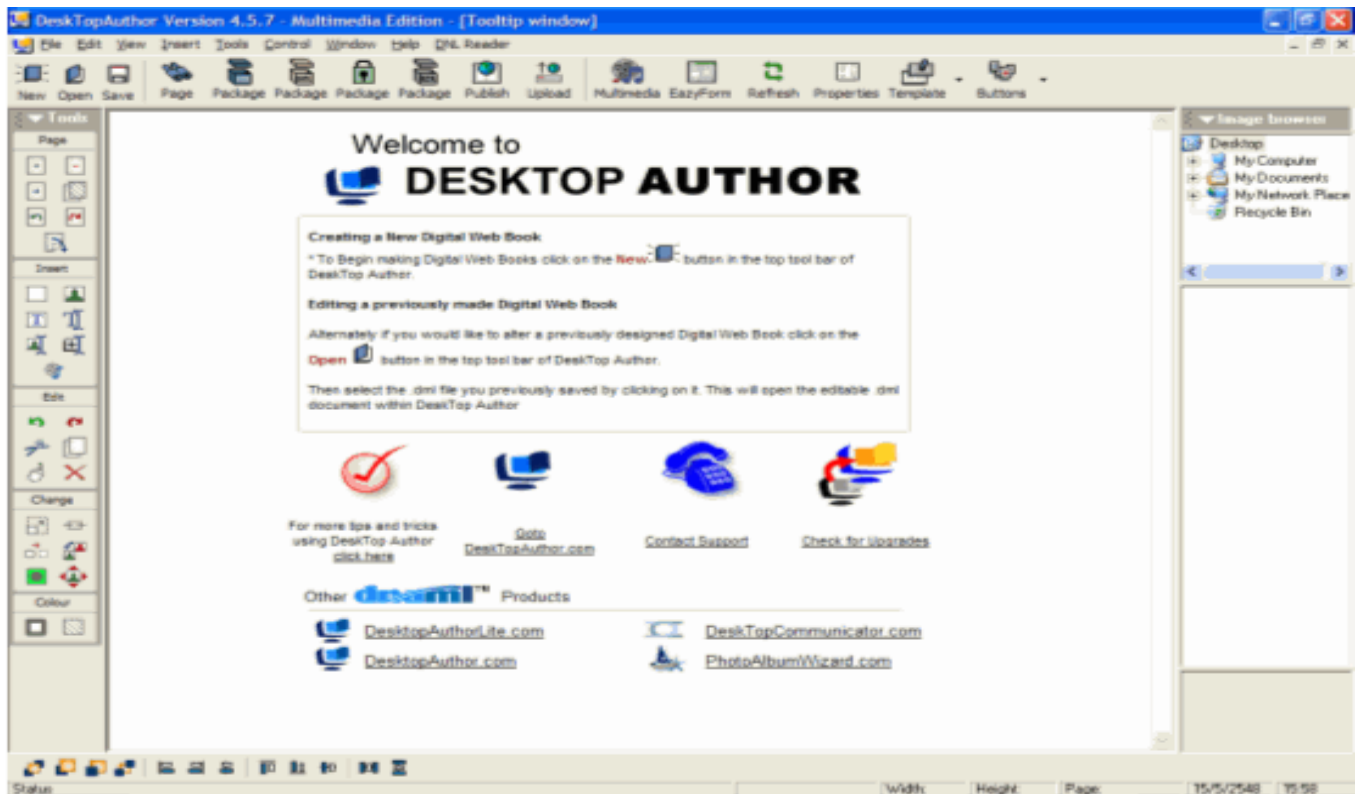 DeskTopAuthor Version 4.5.7 - Multimedia Edition - [Tooltip window]
File Edit View Insert Tools Control Window Help DNL Reader
New Open Save Page Package Package Package Package Publish Upload Multimedia EazyForm Refresh Properties Template Buttons
Tools
Page
Insert
Edit
Change
Colour
Welcome to
DESKTOP AUTHOR
Creating a New Digital Web Book
* To Begin making Digital Web Books click on the New button in the top tool bar of
DeskTop Author.
Editing a previously made Digital Web Book
Alternately if you would like to alter a previously designed Digital Web Book click on the
Open button in the top tool bar of DeskTop Author.
Then select the .dml file you previously saved by clicking on it. This will open the editable .dml
document within DeskTop Author
For more tips and tricks
using DeskTop Author
click here
Goto
DeskTopAuthor.com
Contact Support
Check for Upgrades
Other Products
DesktopAuthorLite.com
DeskTopCommunicator.com
DesktopAuthor.com
PhotoAlbumWizard.com
Image browser
Desktop
My Computer
My Documents
My Network Place
Recycle Bin
Status
Width:
Height:
Page:
15/5/2548
15:58